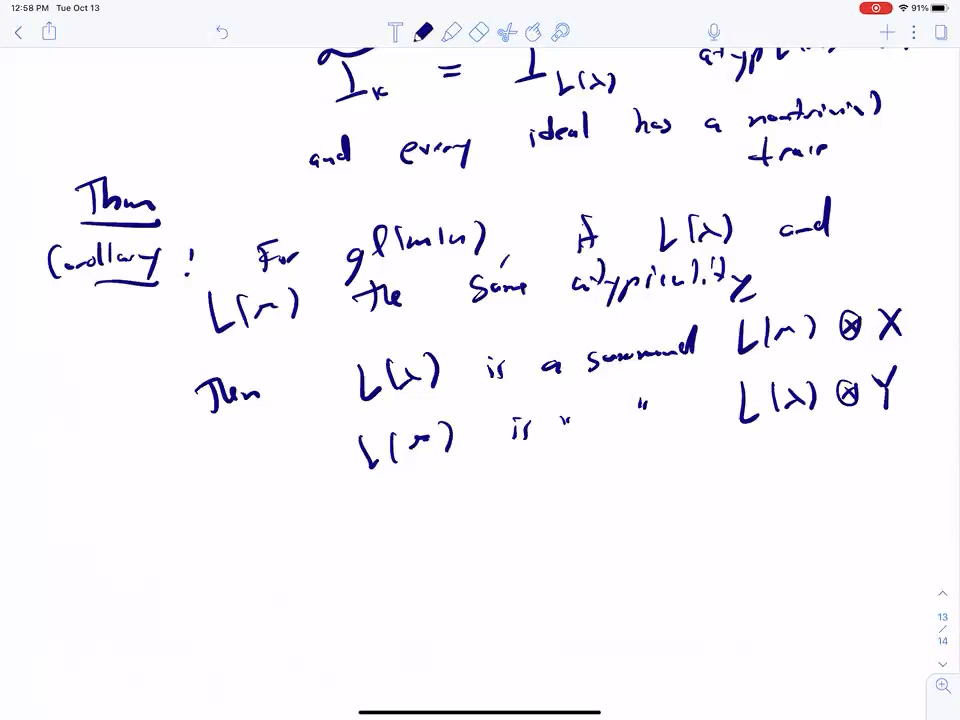 12:58 PM Tue Oct 13
91%
Ĩ_k = I_L(λ)
and every ideal has a nontrivial
trace
Thm
Corollary: For gl(m|n), if L(λ) and
L(μ) the same atypicality
Then L(λ) is a summand L(μ) ⊗ X
L(μ) is " " L(λ) ⊗ Y
13
/
14